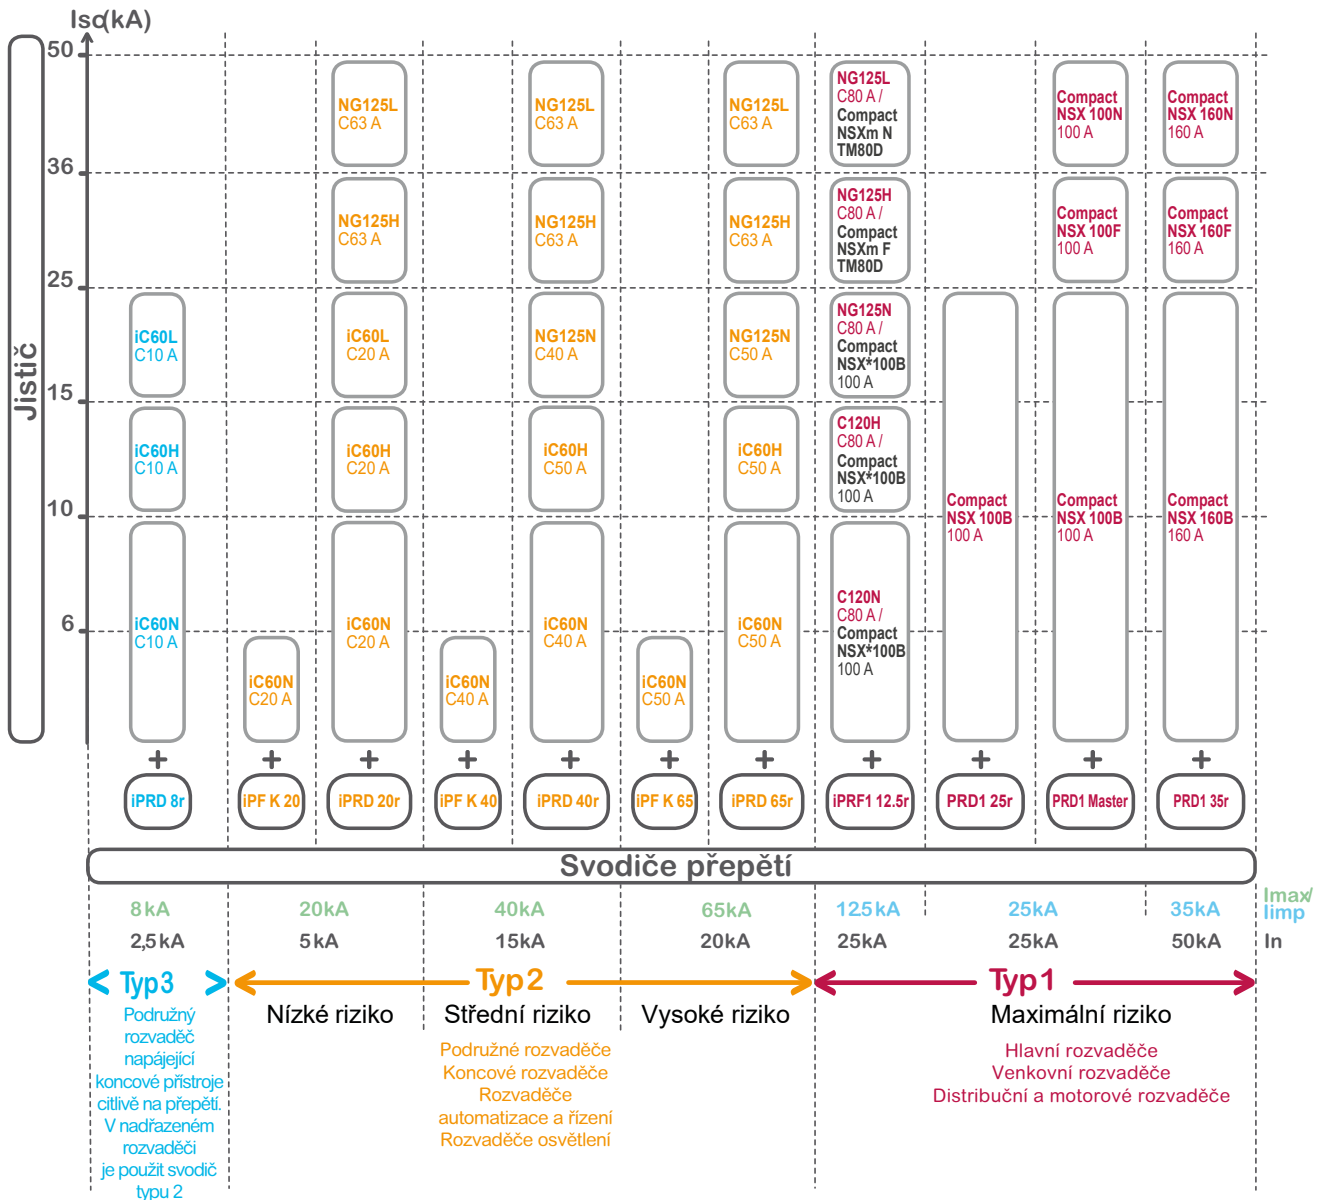 Isc(kA)
50
NG125L
C63 A
NG125L
C63 A
NG125L
C63 A
NG125L
C80 A /
Compact
NSXm N
TM80D
Compact
NSX 100N
100 A
Compact
NSX 160N
160 A
36
NG125H
C63 A
NG125H
C63 A
NG125H
C63 A
NG125H
C80 A /
Compact
NSXm F
TM80D
Compact
NSX 100F
100 A
Compact
NSX 160F
160 A
25
iC60L
C10 A
iC60L
C20 A
NG125N
C40 A
NG125N
C50 A
NG125N
C80 A /
Compact
NSX*100B
100 A
Jistič
15
iC60H
C10 A
iC60H
C20 A
iC60H
C50 A
iC60H
C50 A
C120H
C80 A /
Compact
NSX*100B
100 A
10
Compact
NSX 100B
100 A
Compact
NSX 100B
100 A
Compact
NSX 160B
160 A
6
iC60N
C10 A
iC60N
C20 A
iC60N
C20 A
iC60N
C40 A
iC60N
C40 A
iC60N
C50 A
iC60N
C50 A
C120N
C80 A /
Compact
NSX*100B
100 A
+ + + + + + + + + + +
iPRD 8r
iPF K 20
iPRD 20r
iPF K 40
iPRD 40r
iPF K 65
iPRD 65r
iPRF1 12.5r
PRD1 25r
PRD1 Master
PRD1 35r
Svodiče přepětí
8kA 20kA 40kA 65kA 12.5kA 25kA 35kA Imax/
Iimp
2,5kA 5kA 15kA 20kA 25kA 25kA 50kA In
Typ3
Typ2
Typ1
Podružný
rozvaděč
napájející
koncové přístroje
citlivě na přepětí.
V nadřazeném
rozvaděči
je použit svodič
typu 2
Nízké riziko
Střední riziko
Vysoké riziko
Maximální riziko
Podružné rozvaděče
Koncové rozvaděče
Rozvaděče
automatizace a řízení
Rozvaděče osvětlení
Hlavní rozvaděče
Venkovní rozvaděče
Distribuční a motorové rozvaděče